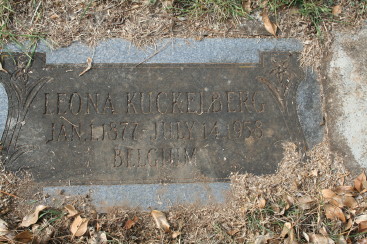 LEONA KUCKELBERG
JAN. 1, 1877 JULY 14, 1958
BELGIUM